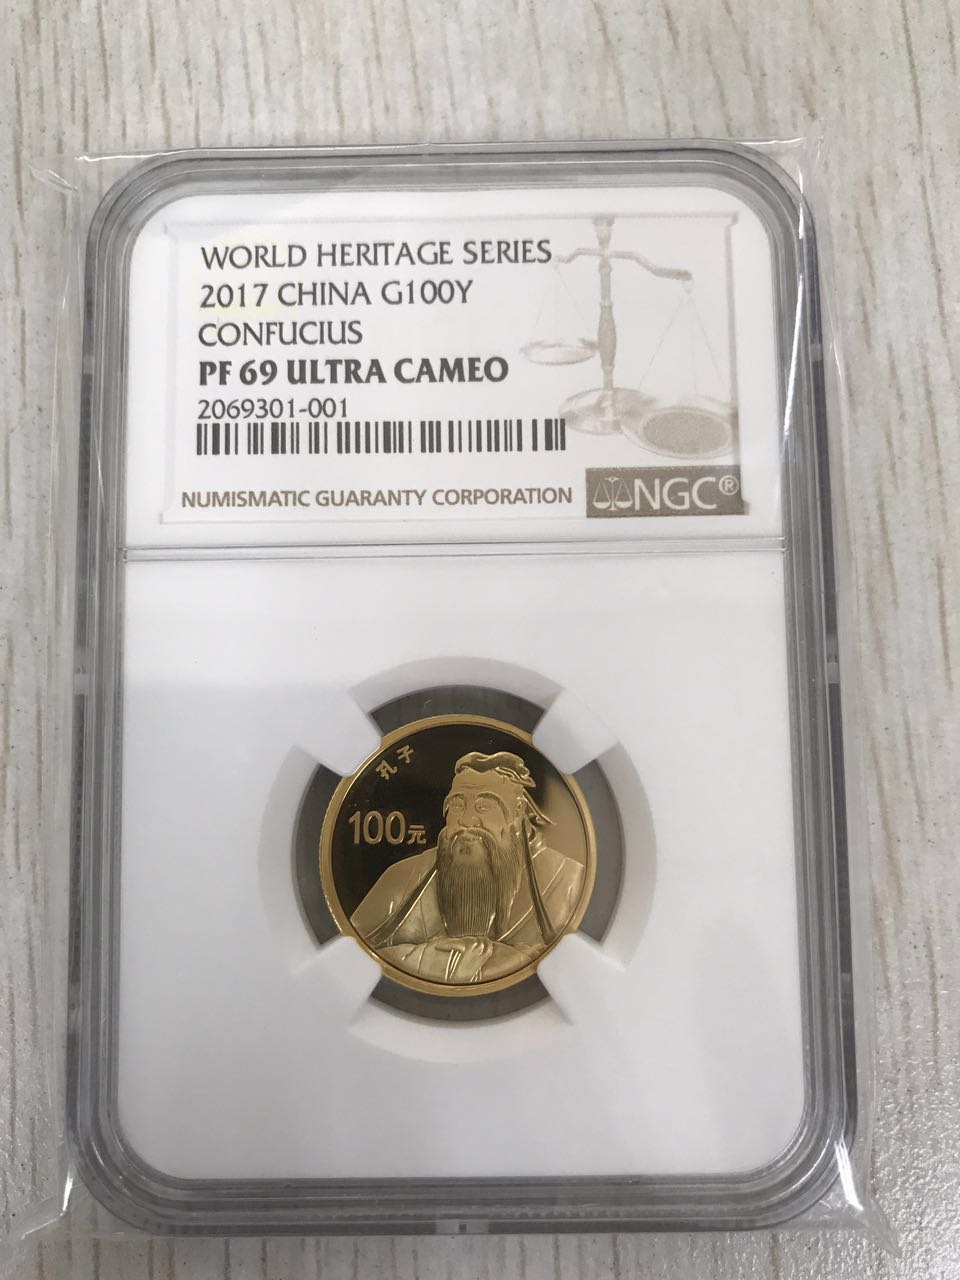 WORLD HERITAGE SERIES
2017 CHINA G100Y
CONFUCIUS
PF 69 ULTRA CAMEO
2069301-001
NUMISMATIC GUARANTY CORPORATION NGC®
孔子
100元